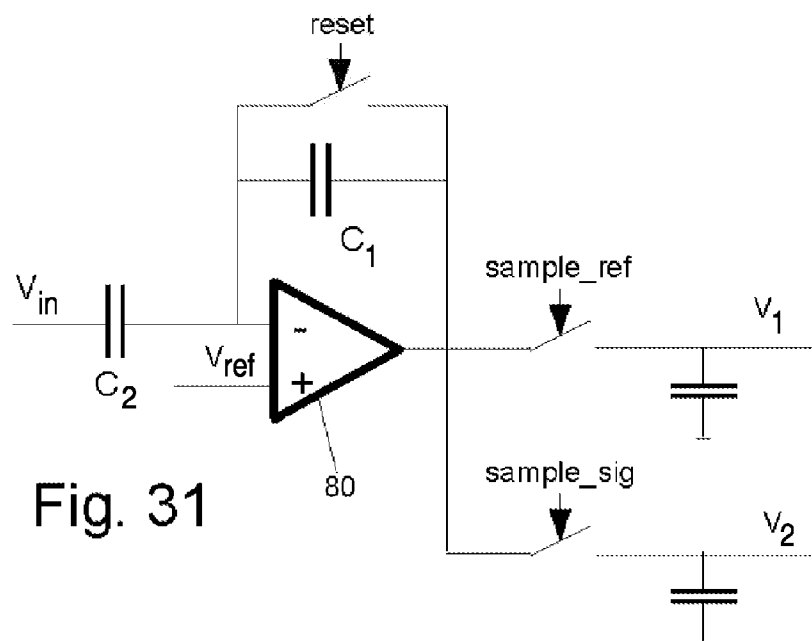 reset
C1
sample_ref
Vin
V1
-
Vref
C2
+
80
sample_sig
Fig. 31
V2